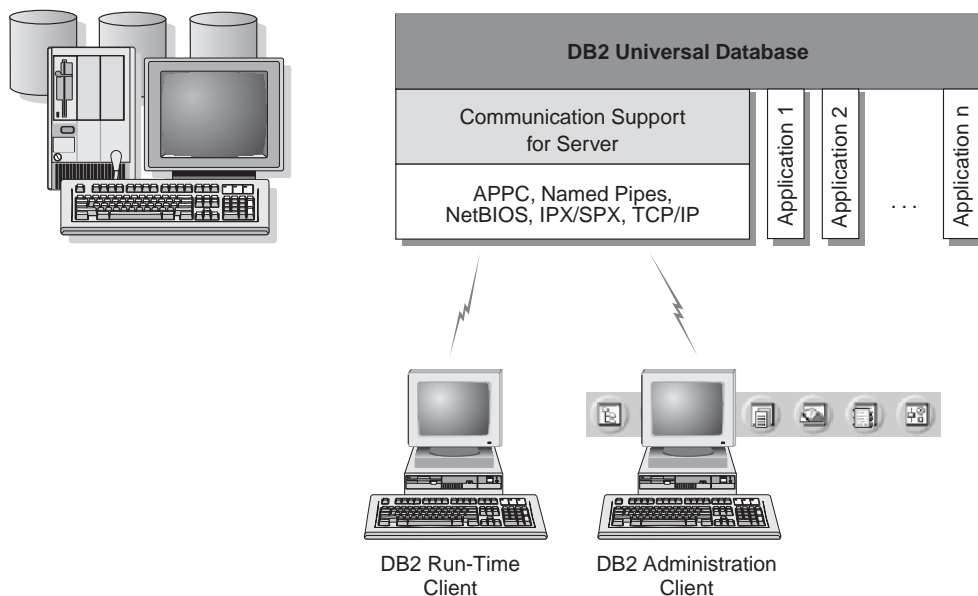 DB2 Universal Database
Communication Support
for Server
APPC, Named Pipes,
NetBIOS, IPX/SPX, TCP/IP
Application 1
Application 2
. . .
Application n
DB2 Run-Time
Client
DB2 Administration
Client